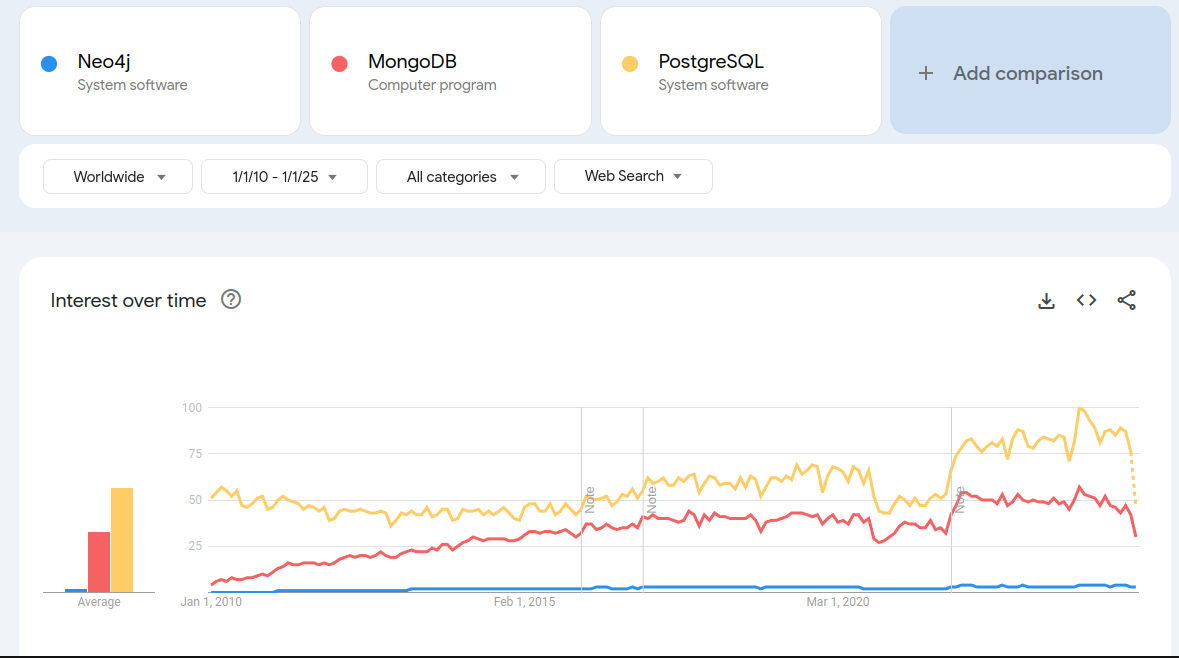 Neo4j
System software
MongoDB
Computer program
PostgreSQL
System software
+ Add comparison
Worldwide
1/1/10 - 1/1/25
All categories
Web Search
Interest over time
100
75
50
25
Note
Note
Note
Average
Jan 1, 2010
Feb 1, 2015
Mar 1, 2020